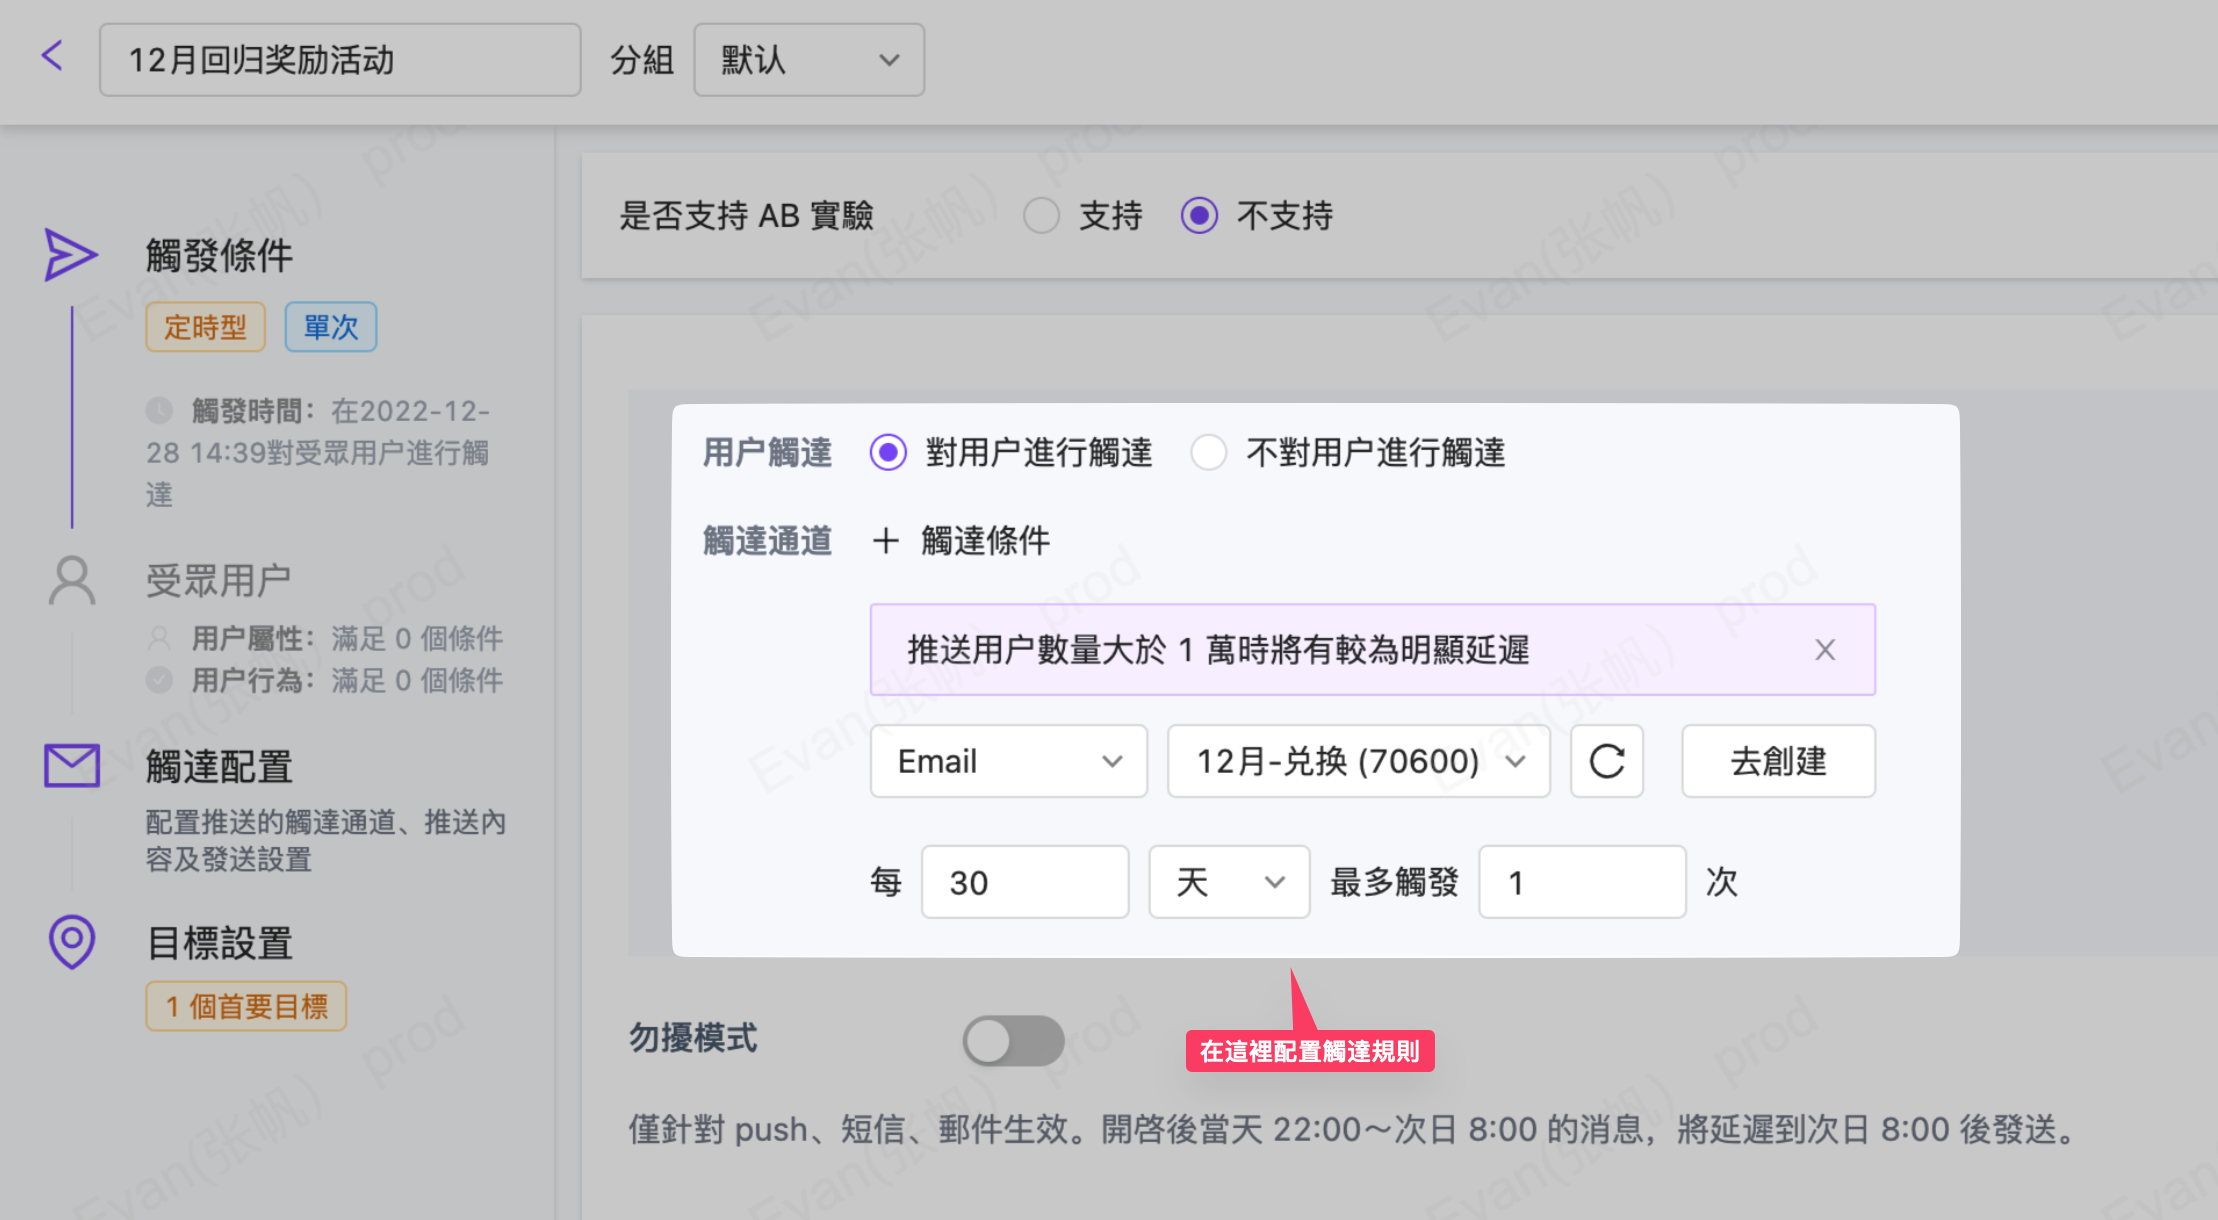 12月回归奖励活动
分組
默认
觸發條件
定時型
單次
觸發時間：在2022-12-
28 14:39對受眾用户進行觸
達
受眾用户
用户屬性：滿足 0 個條件
用户行為：滿足 0 個條件
觸達配置
配置推送的觸達通道、推送內
容及發送設置
目標設置
1 個首要目標
是否支持 AB 實驗
支持
不支持
用户觸達
對用户進行觸達
不對用户進行觸達
觸達通道
+ 觸達條件
推送用户數量大於 1 萬時將有較為明顯延遲
Email
12月-兑换 (70600)
去創建
每 30 天 最多觸發 1 次
在這裡配置觸達規則
勿擾模式
僅針對 push、短信、郵件生效。開啓後當天 22:00～次日 8:00 的消息，將延遲到次日 8:00 後發送。
Evan(张帆) prod